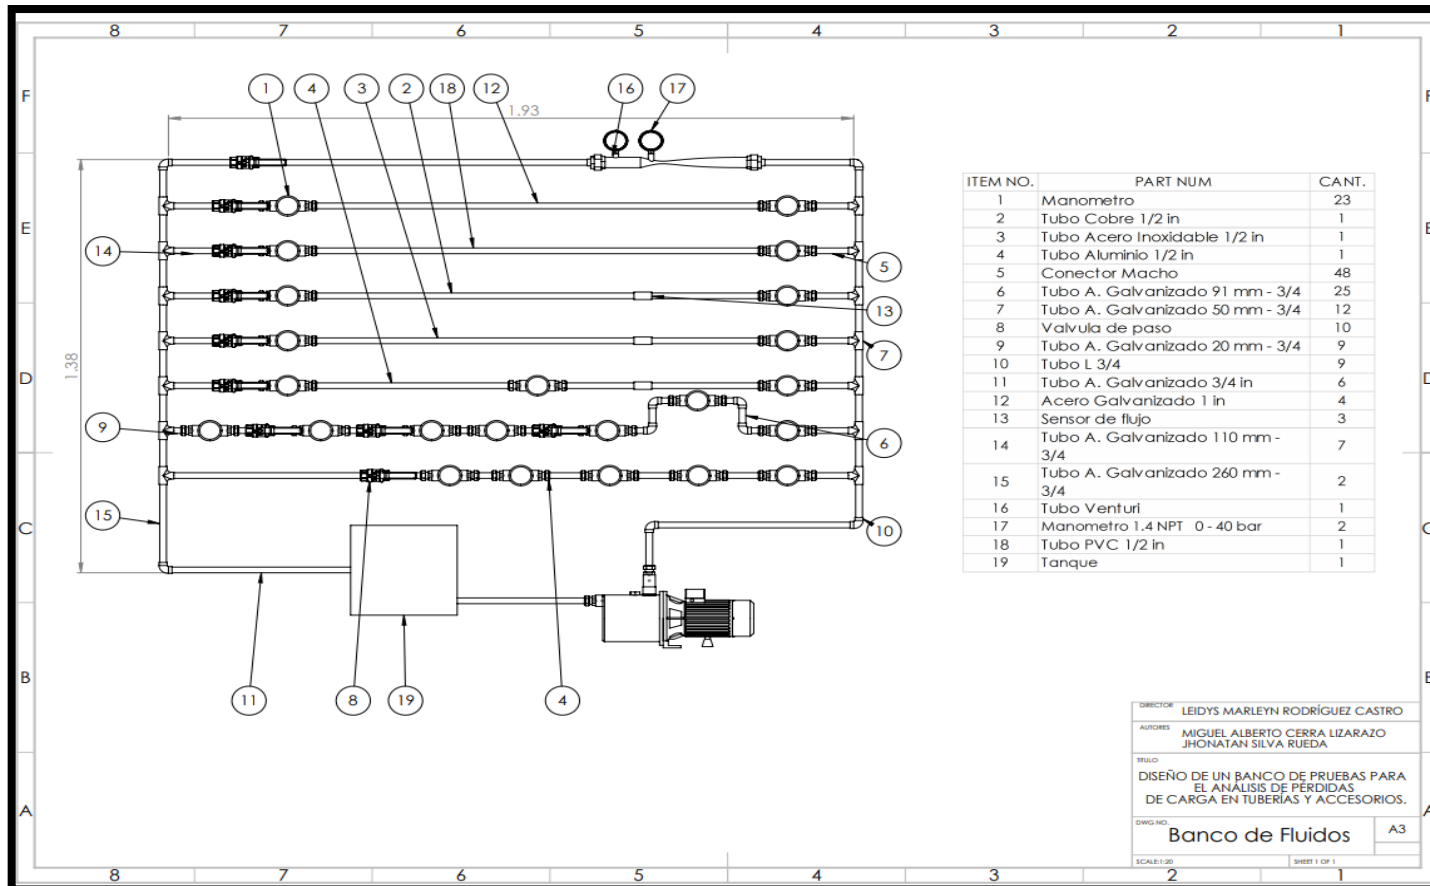 8 7 6 5 4 3 2 1
F
F
1 4 3 2 18 12 16 17
1.93
E
E
14
5
13
1.38
7
D
D
9
6
15
10
C
C
11 8 19 4
B
B
A
A
ITEM NO. PART NUM CANT.
1 Manometro 23
2 Tubo Cobre 1/2 in 1
3 Tubo Acero Inoxidable 1/2 in 1
4 Tubo Aluminio 1/2 in 1
5 Conector Macho 48
6 Tubo A. Galvanizado 91 mm - 3/4 25
7 Tubo A. Galvanizado 50 mm - 3/4 12
8 Valvula de paso 10
9 Tubo A. Galvanizado 20 mm - 3/4 9
10 Tubo L 3/4 9
11 Tubo A. Galvanizado 3/4 in 6
12 Acero Galvanizado 1 in 4
13 Sensor de flujo 3
14 Tubo A. Galvanizado 110 mm - 7
3/4
15 Tubo A. Galvanizado 260 mm - 2
3/4
16 Tubo Venturi 1
17 Manometro 1.4 NPT 0 - 40 bar 2
18 Tubo PVC 1/2 in 1
19 Tanque 1
DIRECTOR LEIDYS MARLEYN RODRÍGUEZ CASTRO
AUTORES MIGUEL ALBERTO CERRA LIZARAZO
JHONATAN SILVA RUEDA
TITULO
DISEÑO DE UN BANCO DE PRUEBAS PARA
EL ANÁLISIS DE PÉRDIDAS
DE CARGA EN TUBERÍAS Y ACCESORIOS.
DWG NO.
Banco de Fluidos A3
SCALE:1:20 SHEET 1 OF 1
8 7 6 5 4 3 2 1